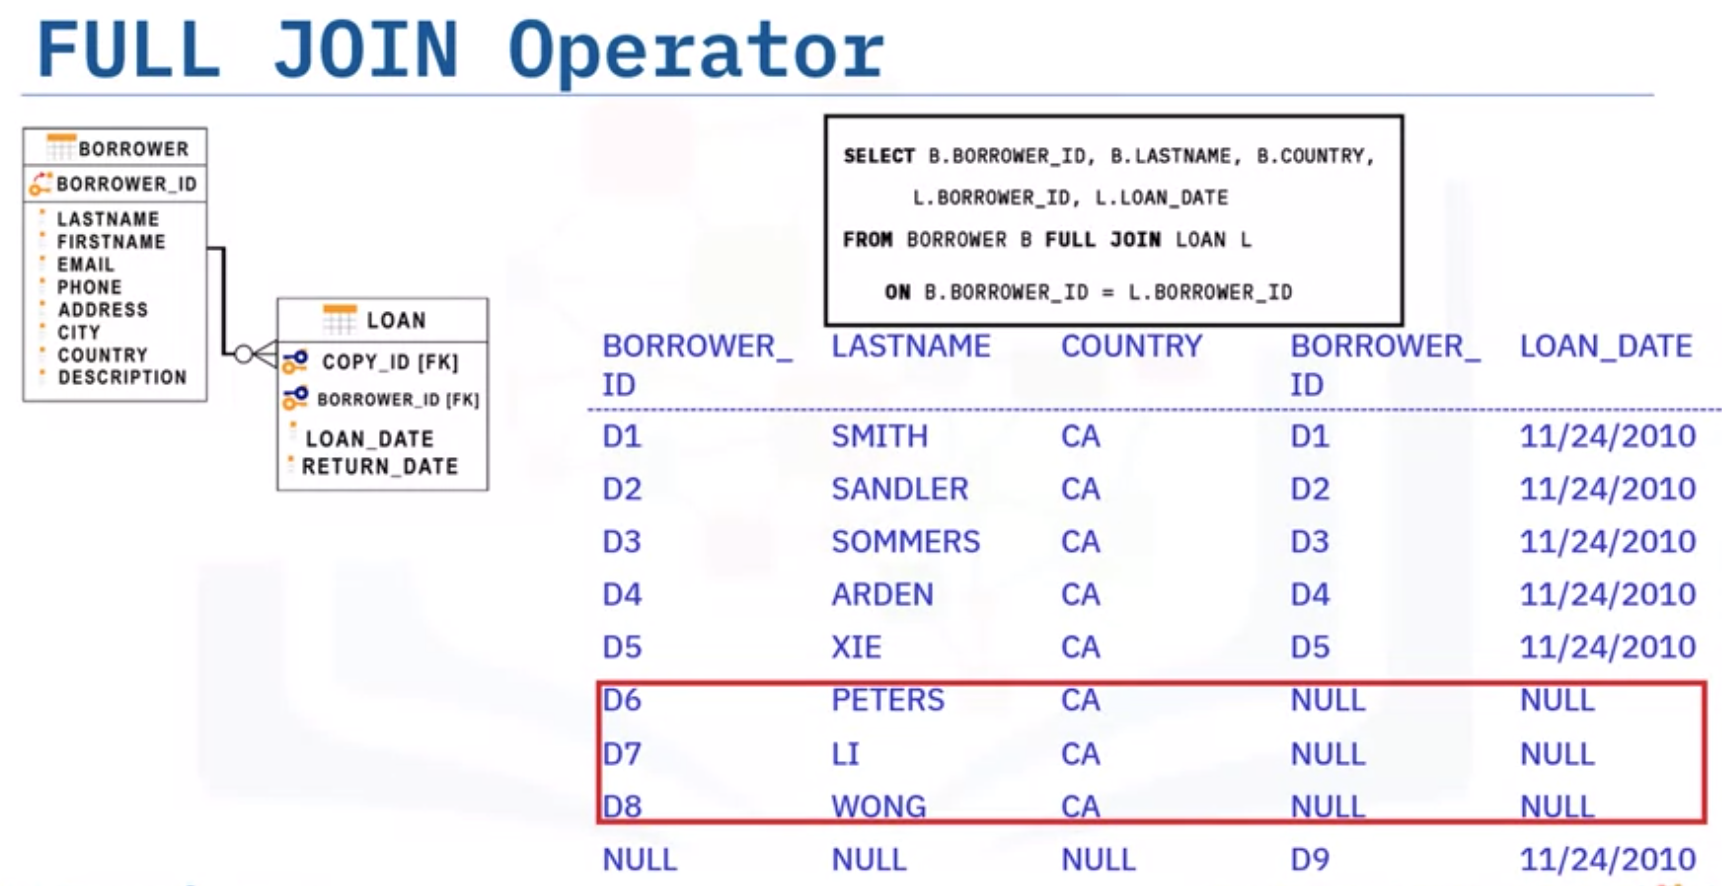 FULL JOIN Operator
BORROWER
BORROWER_ID
LASTNAME
FIRSTNAME
EMAIL
PHONE
ADDRESS
CITY
COUNTRY
DESCRIPTION
LOAN
COPY_ID [FK]
BORROWER_ID [FK]
LOAN_DATE
RETURN_DATE
SELECT B.BORROWER_ID, B.LASTNAME, B.COUNTRY,
L.BORROWER_ID, L.LOAN_DATE
FROM BORROWER B FULL JOIN LOAN L
ON B.BORROWER_ID = L.BORROWER_ID
BORROWER_ID LASTNAME COUNTRY BORROWER_ID LOAN_DATE
D1 SMITH CA D1 11/24/2010
D2 SANDLER CA D2 11/24/2010
D3 SOMMERS CA D3 11/24/2010
D4 ARDEN CA D4 11/24/2010
D5 XIE CA D5 11/24/2010
D6 PETERS CA NULL NULL
D7 LI CA NULL NULL
D8 WONG CA NULL NULL
NULL NULL NULL D9 11/24/2010